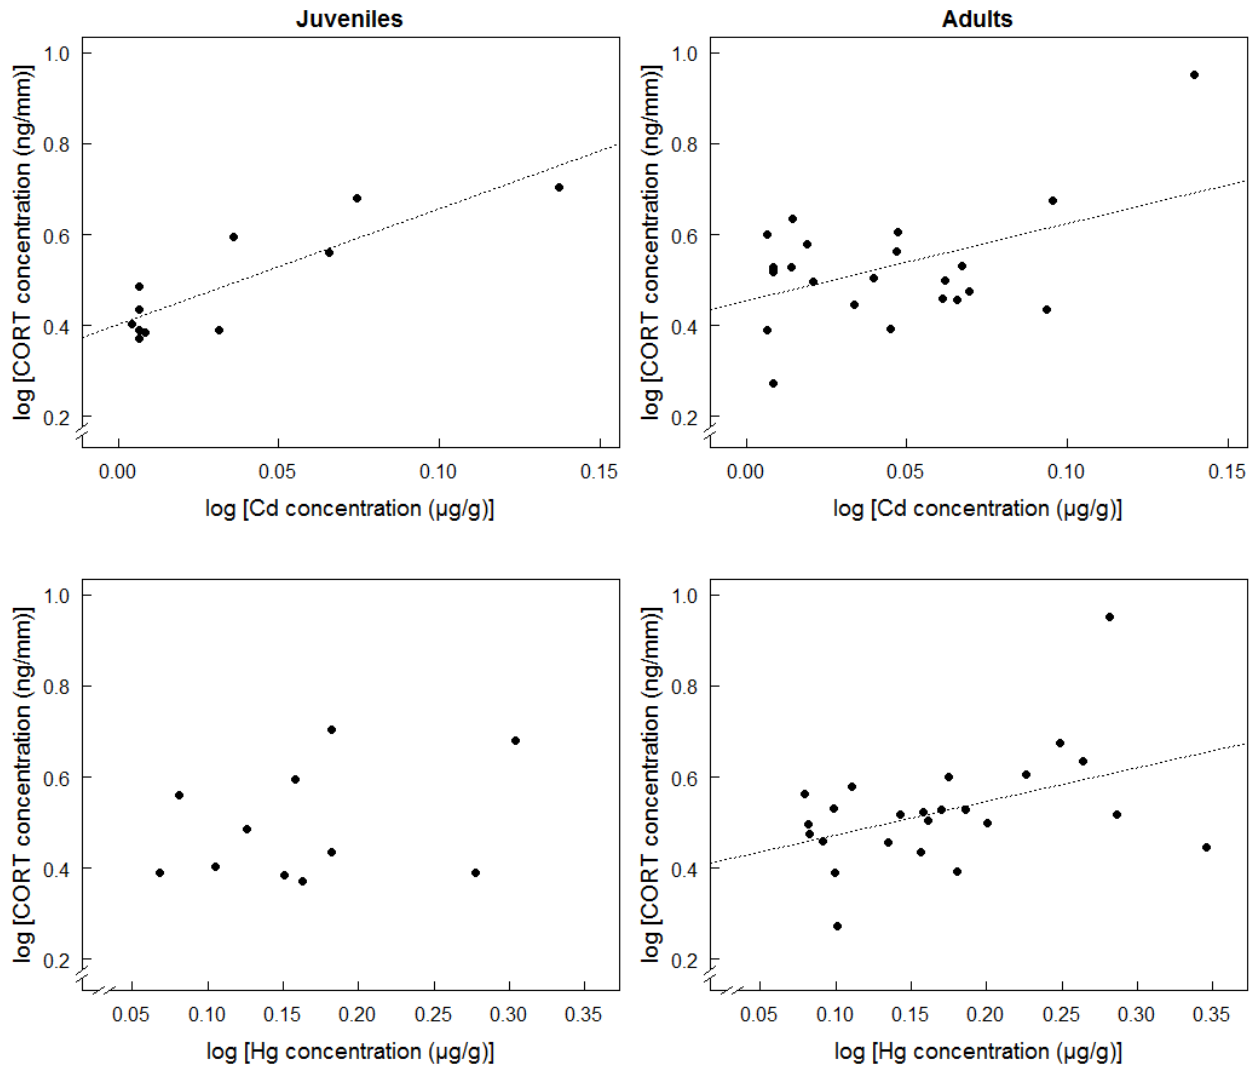 Juveniles
Adults
log [CORT concentration (ng/mm)]
1.0
0.8
0.6
0.4
0.2
0.00 0.05 0.10 0.15
log [Cd concentration (µg/g)]
log [CORT concentration (ng/mm)]
1.0
0.8
0.6
0.4
0.2
0.00 0.05 0.10 0.15
log [Cd concentration (µg/g)]
log [CORT concentration (ng/mm)]
1.0
0.8
0.6
0.4
0.2
0.05 0.10 0.15 0.20 0.25 0.30 0.35
log [Hg concentration (µg/g)]
log [CORT concentration (ng/mm)]
1.0
0.8
0.6
0.4
0.2
0.05 0.10 0.15 0.20 0.25 0.30 0.35
log [Hg concentration (µg/g)]